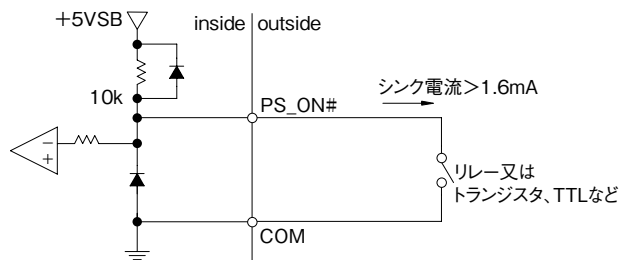 +5VSB
inside outside
10k
PS_ON#
シンク電流>1.6mA
リレー又は
トランジスタ、TTLなど
COM